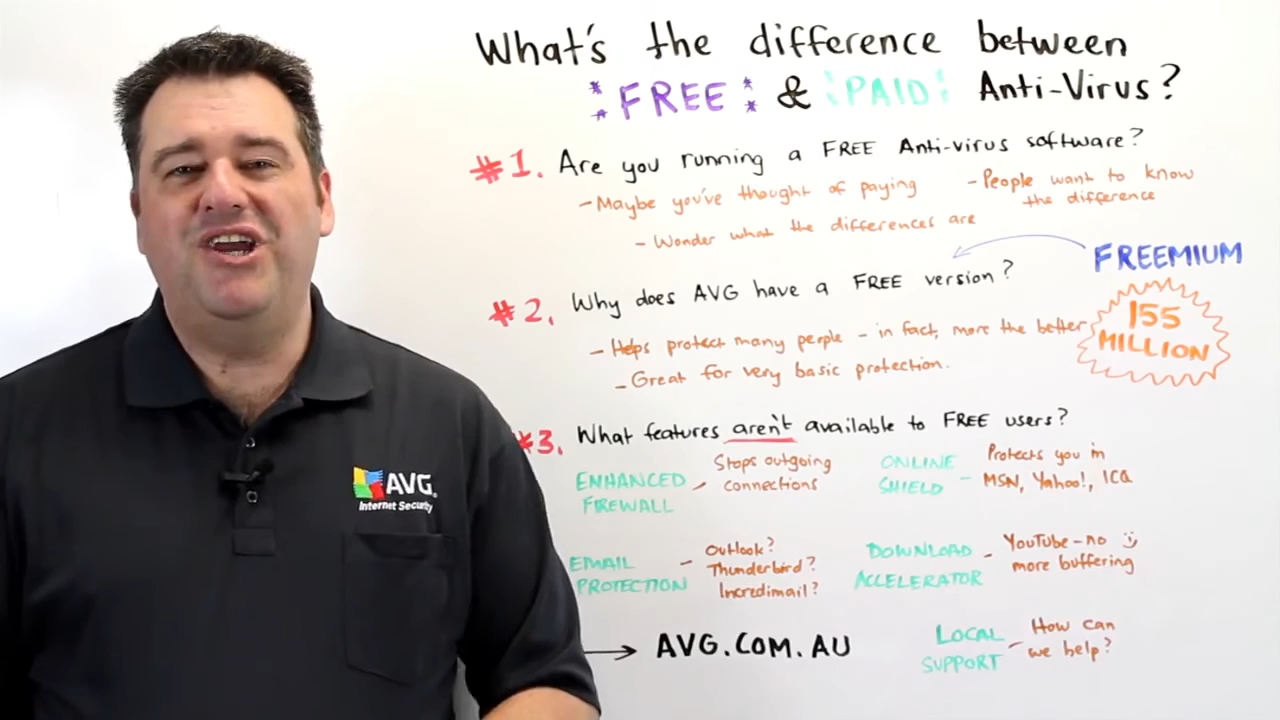 What's the difference between
FREE & PAID Anti-Virus?
#1. Are you running a FREE Anti-virus software?
- Maybe you've thought of paying
- People want to know
the difference
- Wonder what the differences are
FREEMIUM
#2. Why does AVG have a FREE version?
155
MILLION
- Helps protect many people - in fact, more the better
- Great for very basic protection.
#3. What features aren't available to FREE users?
ENHANCED
FIREWALL
- Stops outgoing
connections
ONLINE
SHIELD
- Protects you in
MSN, Yahoo!, ICQ
EMAIL
PROTECTION
- Outlook?
Thunderbird?
Incredimail?
DOWNLOAD
ACCELERATOR
- YouTube - no
more buffering
→ AVG.COM.AU
LOCAL
SUPPORT
- How can
we help?
AVG.
Internet Security